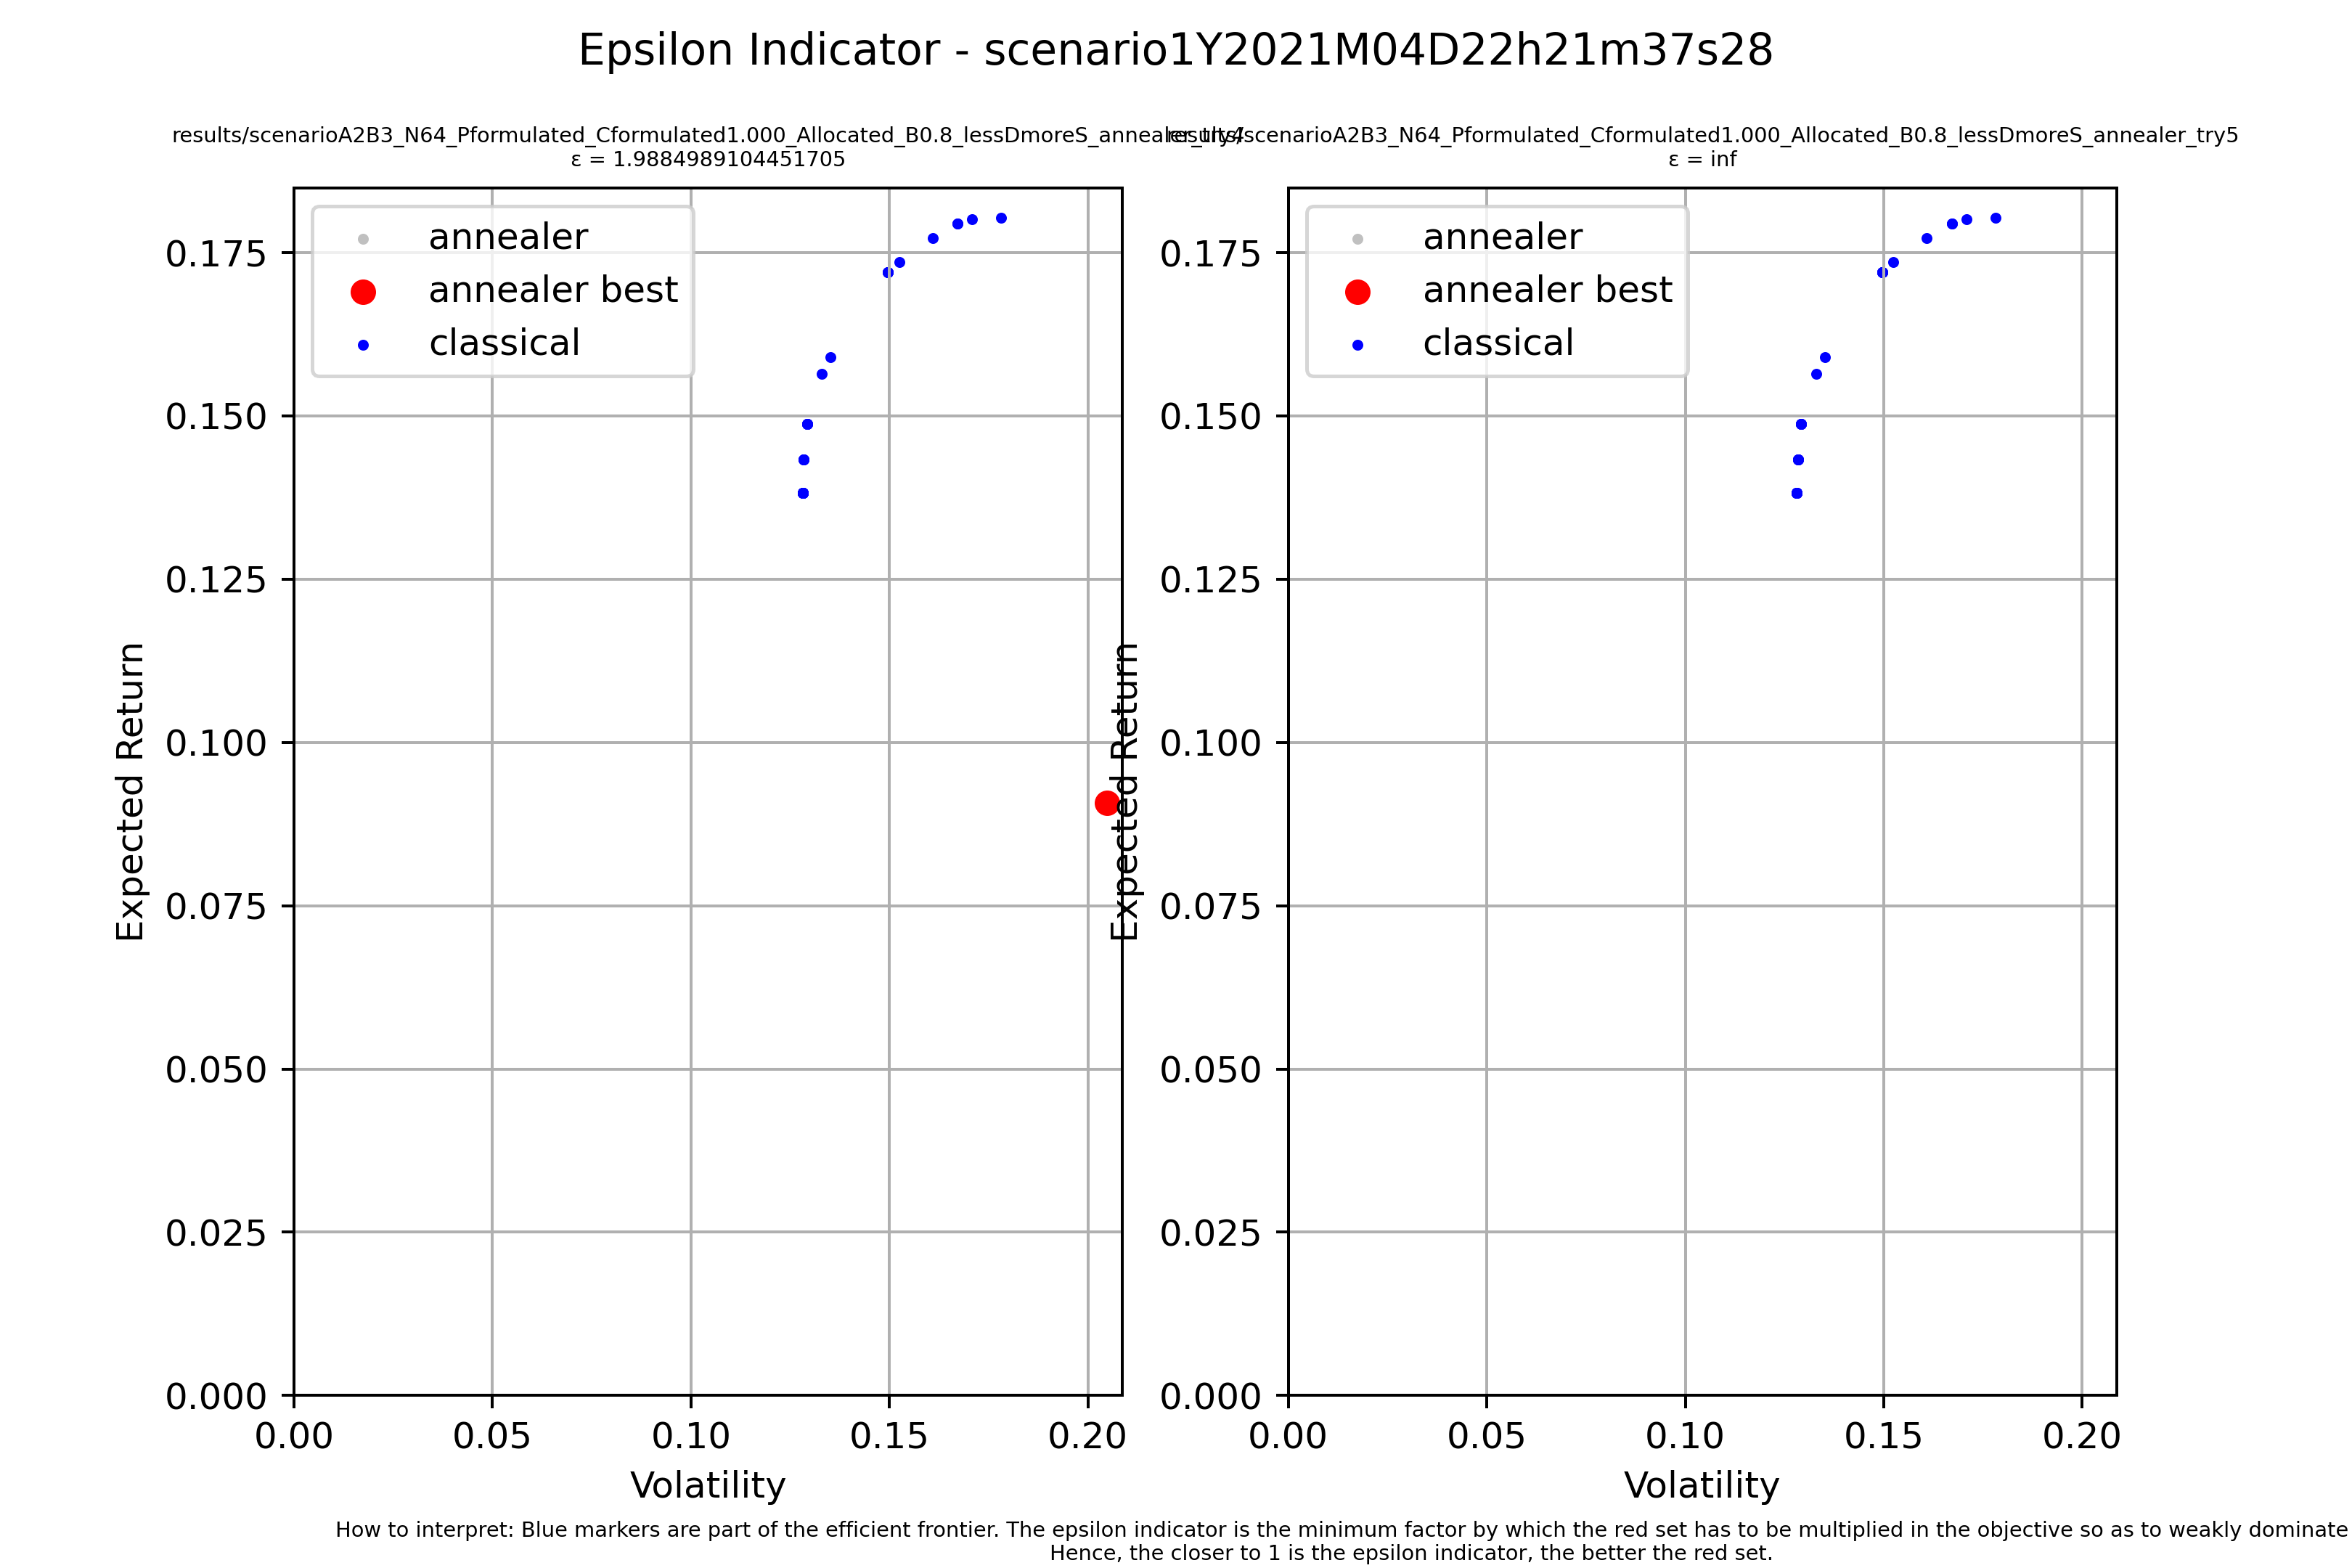 Epsilon Indicator - scenario1Y2021M04D22h21m37s28
results/scenarioA2B3_N64_Pformulated_Cformulated1.000_Allocated_B0.8_lessDmoreS_annealer_try4
ε = 1.9884989104451705
annealer
annealer best
classical
0.175
0.150
0.125
0.100
0.075
0.050
0.025
0.000
Expected Return
0.00 0.05 0.10 0.15 0.20
Volatility
results/scenarioA2B3_N64_Pformulated_Cformulated1.000_Allocated_B0.8_lessDmoreS_annealer_try5
ε = inf
annealer
annealer best
classical
0.175
0.150
0.125
0.100
0.075
0.050
0.025
0.000
Expected Return
0.00 0.05 0.10 0.15 0.20
Volatility
How to interpret: Blue markers are part of the efficient frontier. The epsilon indicator is the minimum factor by which the red set has to be multiplied in the objective so as to weakly dominate
Hence, the closer to 1 is the epsilon indicator, the better the red set.